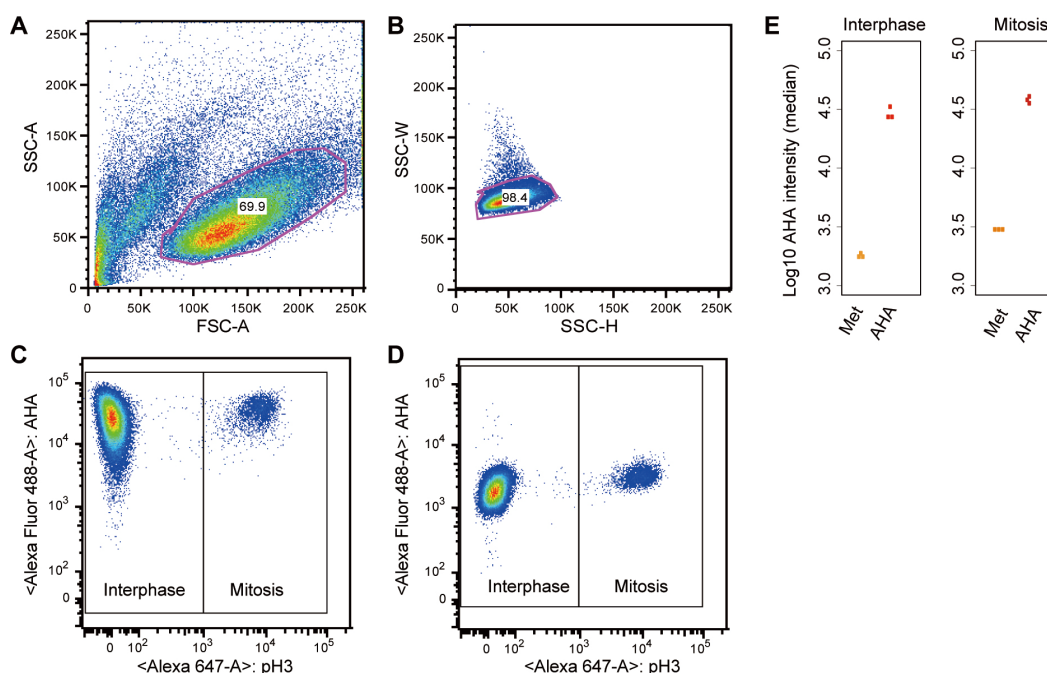 A
250K
200K
150K
100K
50K
0
SSC-A
69.9
0
50K
100K
150K
200K
250K
FSC-A
B
250K
200K
150K
100K
50K
0
SSC-W
98.4
0
50K
100K
150K
200K
250K
SSC-H
E
Interphase
Mitosis
Log10 AHA intensity (median)
5.0
4.5
4.0
3.5
3.0
Met
AHA
5.0
4.5
4.0
3.5
3.0
Met
AHA
C
<Alexa Fluor 488-A>: AHA
10^5
10^4
10^3
10^2
0
Interphase
Mitosis
0
10^2
10^3
10^4
10^5
<Alexa 647-A>: pH3
D
<Alexa Fluor 488-A>: AHA
10^5
10^4
10^3
10^2
0
Interphase
Mitosis
0
10^2
10^3
10^4
10^5
<Alexa 647-A>: pH3